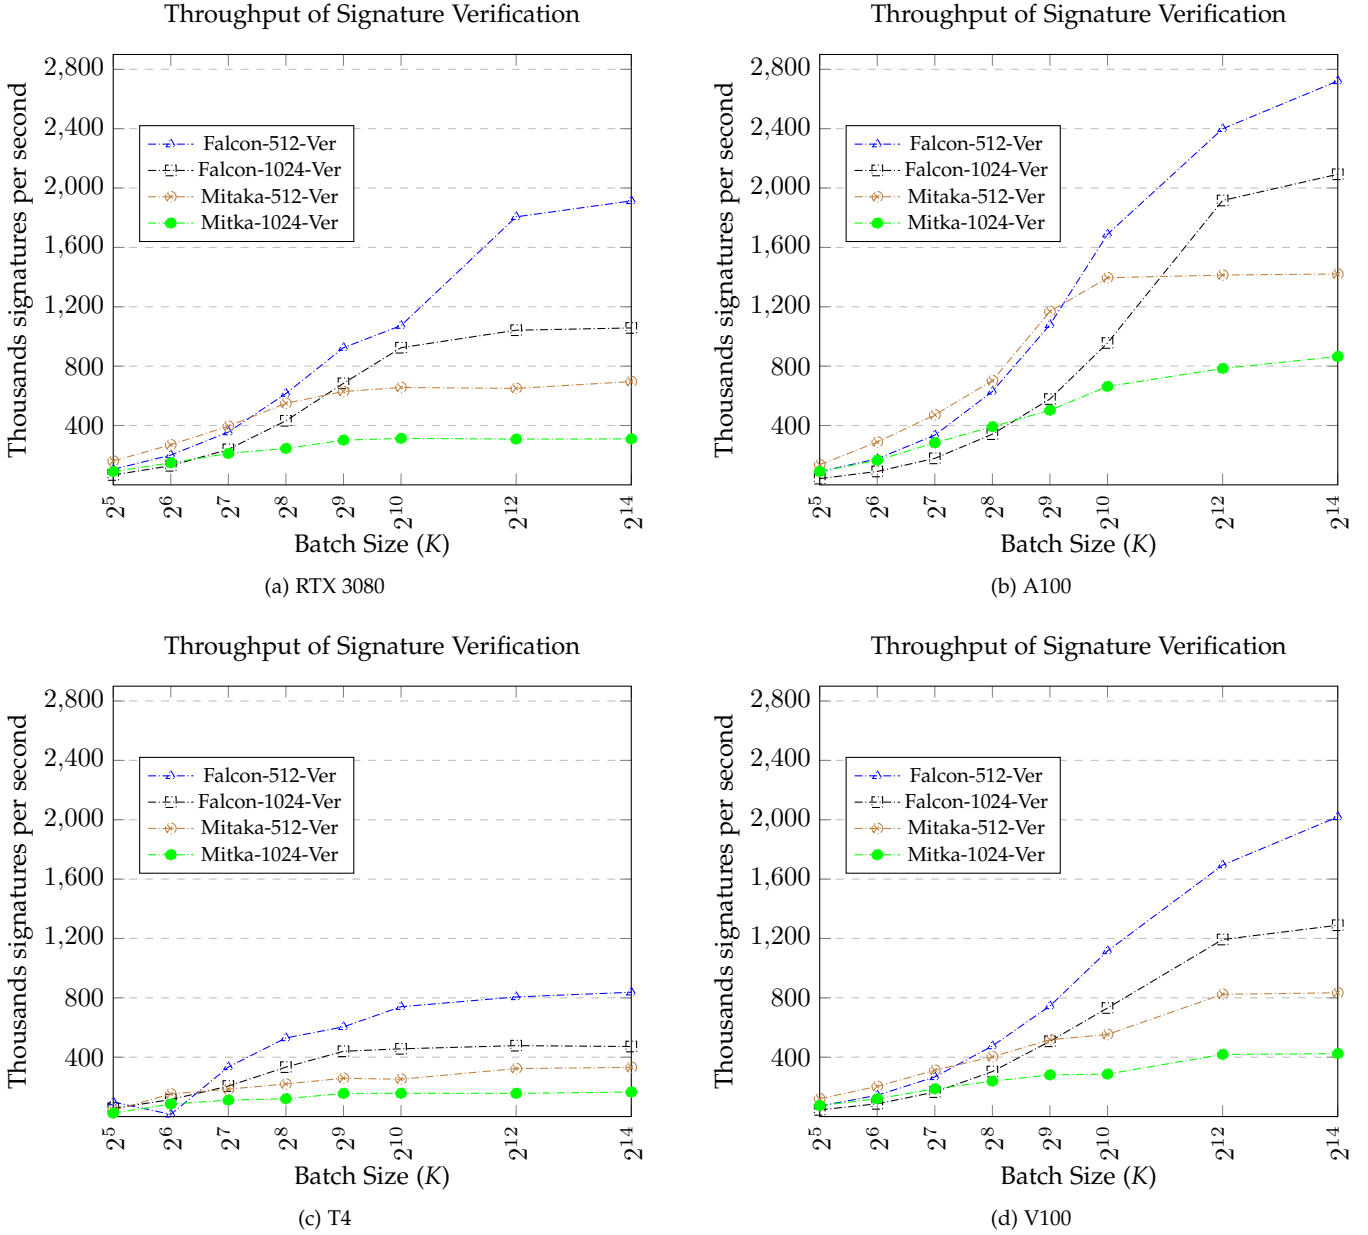 Throughput of Signature Verification
Thousands signatures per second
2,800
2,400
2,000
1,600
1,200
800
400
Falcon-512-Ver
Falcon-1024-Ver
Mitaka-512-Ver
Mitka-1024-Ver
2^5
2^6
2^7
2^8
2^9
2^10
2^12
2^14
Batch Size (K)
(a) RTX 3080
Throughput of Signature Verification
Thousands signatures per second
2,800
2,400
2,000
1,600
1,200
800
400
Falcon-512-Ver
Falcon-1024-Ver
Mitaka-512-Ver
Mitka-1024-Ver
2^5
2^6
2^7
2^8
2^9
2^10
2^12
2^14
Batch Size (K)
(b) A100
Throughput of Signature Verification
Thousands signatures per second
2,800
2,400
2,000
1,600
1,200
800
400
Falcon-512-Ver
Falcon-1024-Ver
Mitaka-512-Ver
Mitka-1024-Ver
2^5
2^6
2^7
2^8
2^9
2^10
2^12
2^14
Batch Size (K)
(c) T4
Throughput of Signature Verification
Thousands signatures per second
2,800
2,400
2,000
1,600
1,200
800
400
Falcon-512-Ver
Falcon-1024-Ver
Mitaka-512-Ver
Mitka-1024-Ver
2^5
2^6
2^7
2^8
2^9
2^10
2^12
2^14
Batch Size (K)
(d) V100